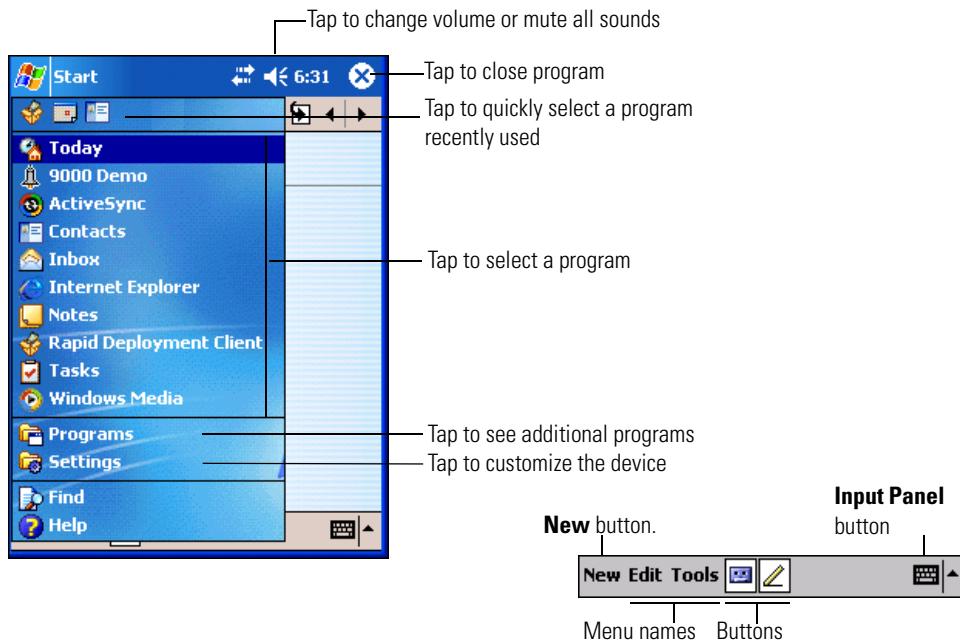 Tap to change volume or mute all sounds
Start 6:31
Tap to close program
Tap to quickly select a program
recently used
Today
9000 Demo
ActiveSync
Contacts
Inbox
Tap to select a program
Internet Explorer
Notes
Rapid Deployment Client
Tasks
Windows Media
Programs
Tap to see additional programs
Settings
Tap to customize the device
Find
Help
New button.
Input Panel
button
New Edit Tools
Menu names Buttons